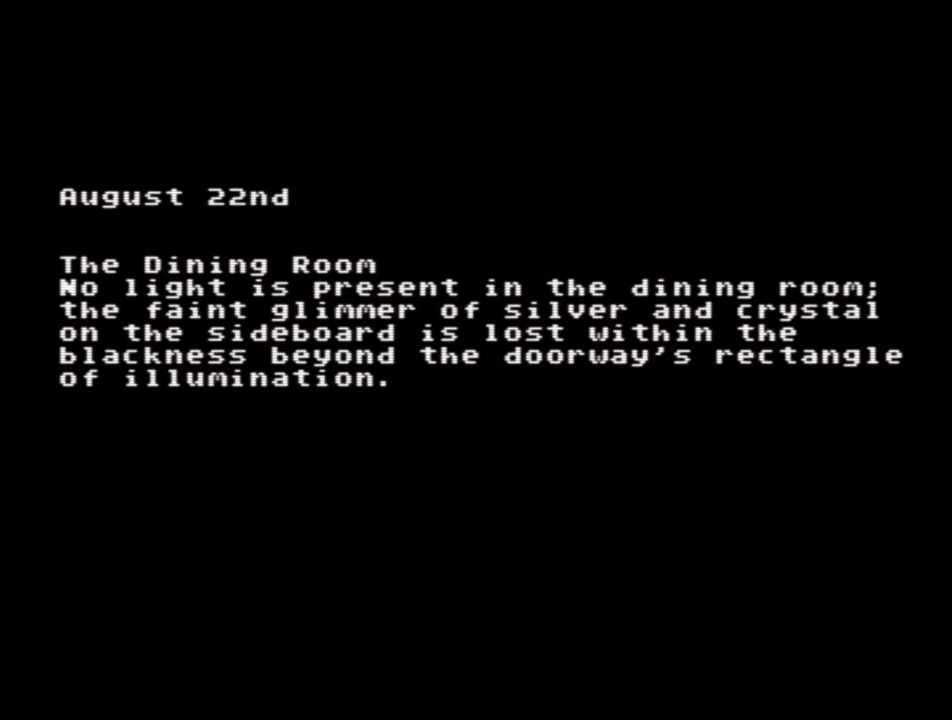 August 22nd
The Dining Room
No light is present in the dining room;
the faint glimmer of silver and crystal
on the sideboard is lost within the
blackness beyond the doorway's rectangle
of illumination.